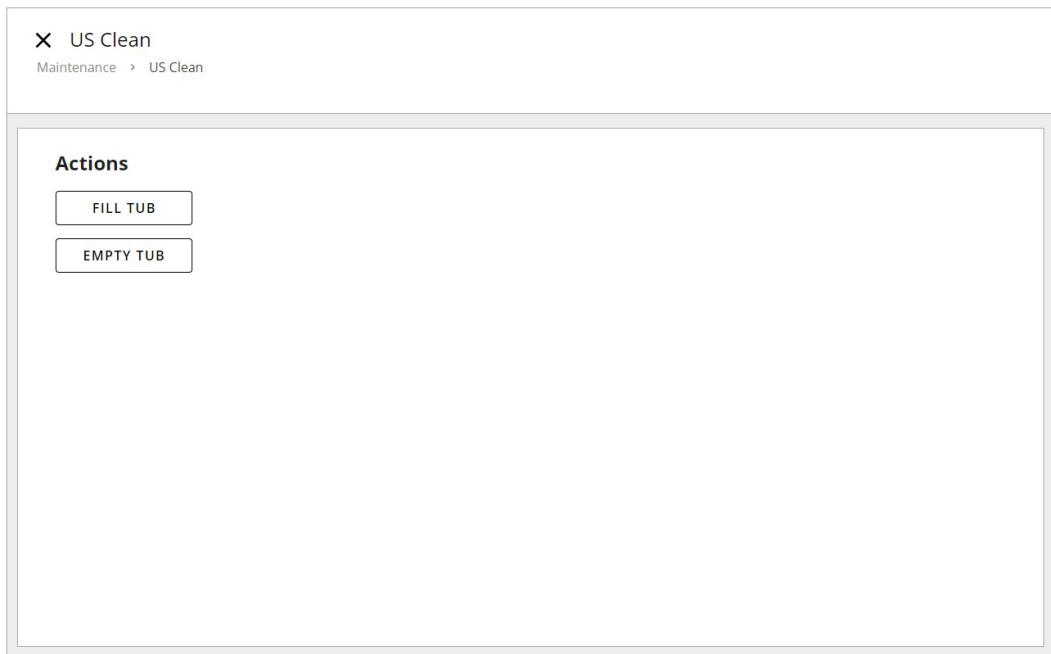 US Clean
Maintenance > US Clean
Actions
FILL TUB
EMPTY TUB